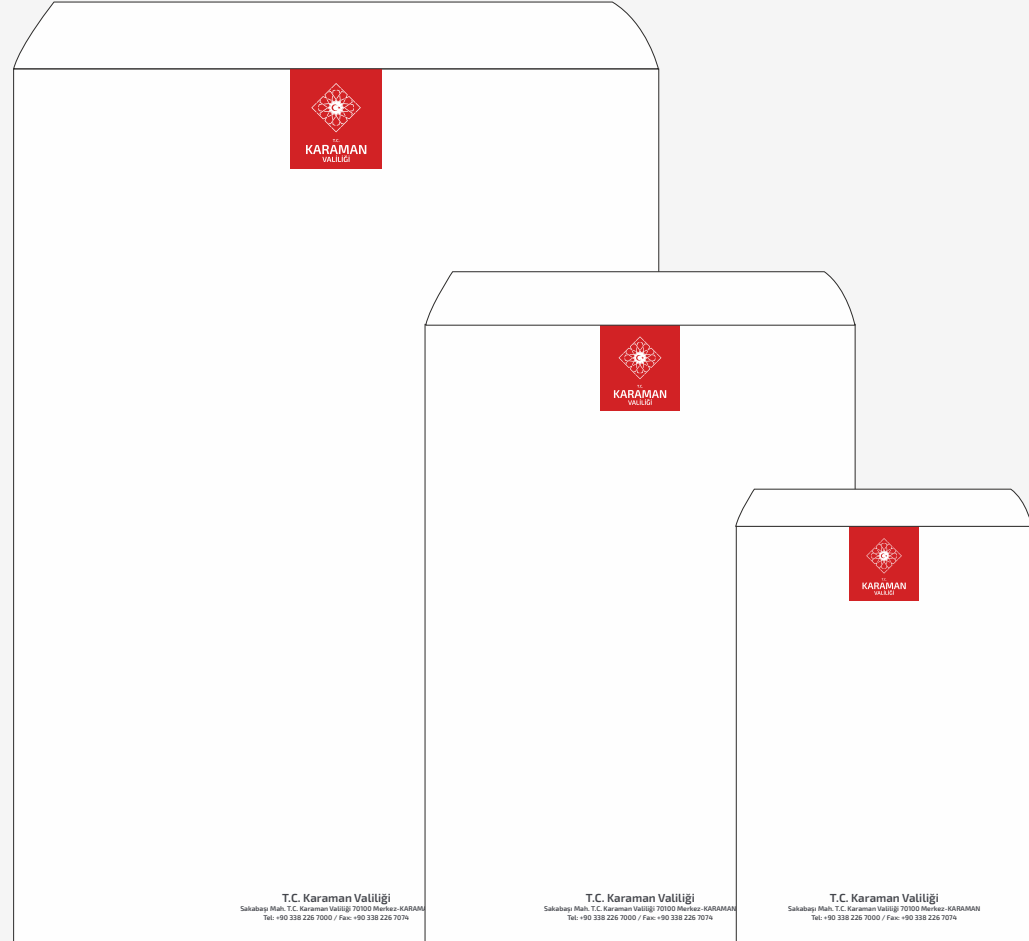 T.C.
KARAMAN
VALİLİĞİ
T.C.
KARAMAN
VALİLİĞİ
T.C.
KARAMAN
VALİLİĞİ
T.C. Karaman Valiliği
Sakabaşı Mah. T.C. Karaman Valiliği 70100 Merkez-KARAMA
Tel: +90 338 226 7000 / Fax: +90 338 226 7074
T.C. Karaman Valiliği
Sakabaşı Mah. T.C. Karaman Valiliği 70100 Merkez-KARAMAN
Tel: +90 338 226 7000 / Fax: +90 338 226 7074
T.C. Karaman Valiliği
Sakabaşı Mah. T.C. Karaman Valiliği 70100 Merkez-KARAMAN
Tel: +90 338 226 7000 / Fax: +90 338 226 7074